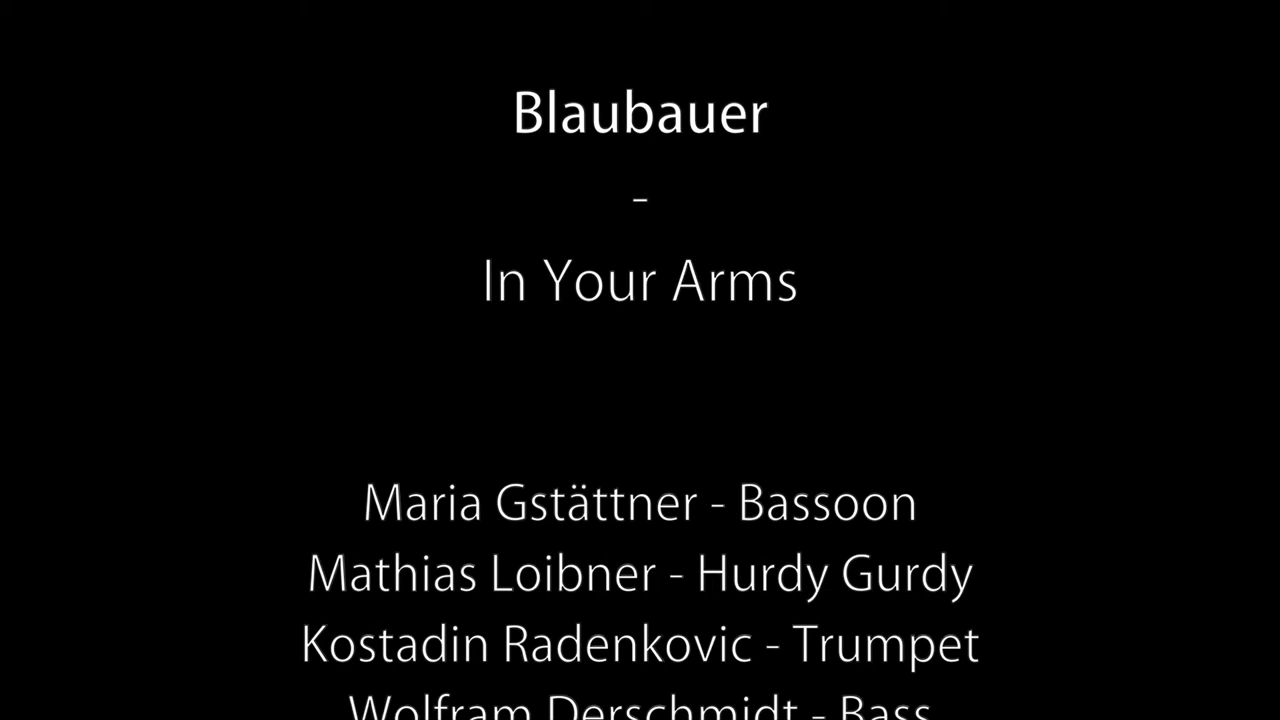 Blaubauer
-
In Your Arms
Maria Gstättner - Bassoon
Mathias Loibner - Hurdy Gurdy
Kostadin Radenkovic - Trumpet
Wolfram Derschmidt - Bass